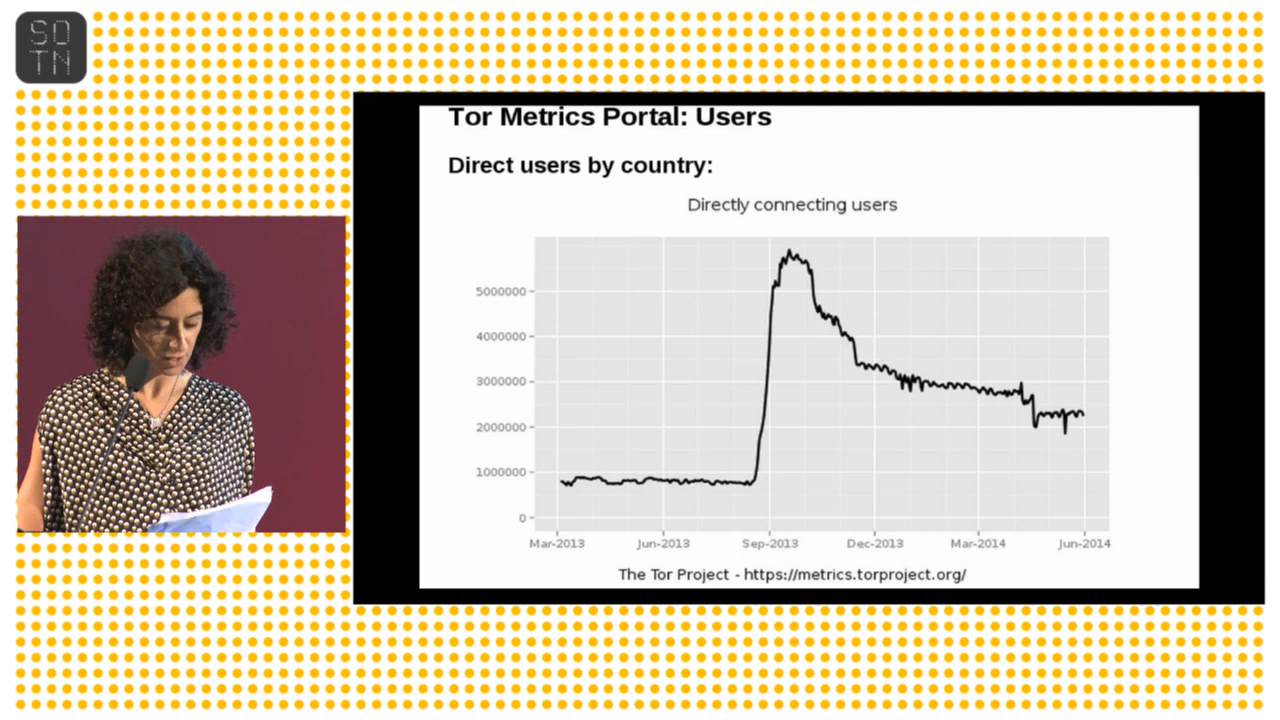 SO
TN
Tor Metrics Portal: Users
Direct users by country:
Directly connecting users
5000000
4000000
3000000
2000000
1000000
0
Mar-2013 Jun-2013 Sep-2013 Dec-2013 Mar-2014 Jun-2014
The Tor Project - https://metrics.torproject.org/